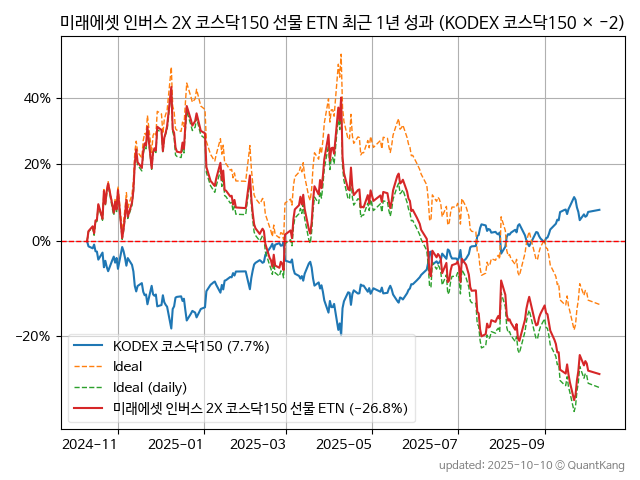 미래에셋 인버스 2X 코스닥150 선물 ETN 최근 1년 성과 (KODEX 코스닥150 × −2)
40%
20%
0%
−20%
KODEX 코스닥150 (7.7%)
Ideal
Ideal (daily)
미래에셋 인버스 2X 코스닥150 선물 ETN (−26.8%)
2024-11
2025-01
2025-03
2025-05
2025-07
2025-09
updated: 2025-10-10 © QuantKang